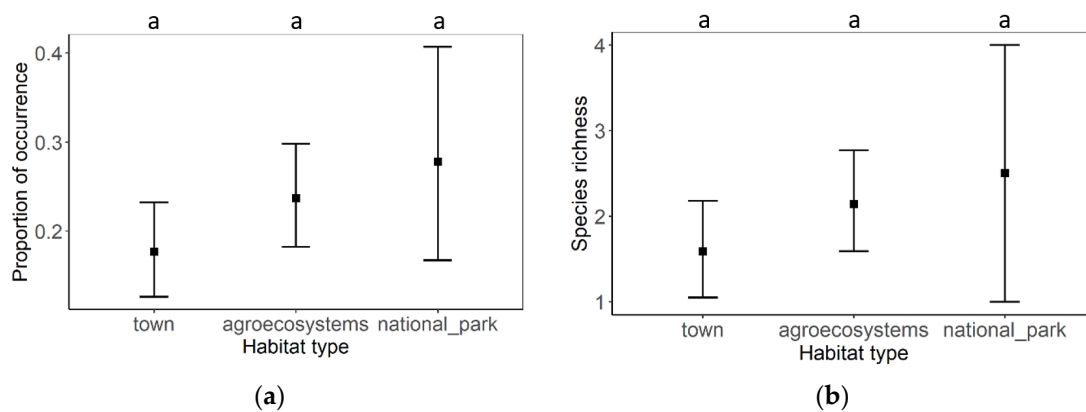 a a a
0.4
0.3
0.2
Proportion of occurrence
town agroecosystems national_park
Habitat type
(a)
a a a
4
3
2
1
Species richness
town agroecosystems national_park
Habitat type
(b)